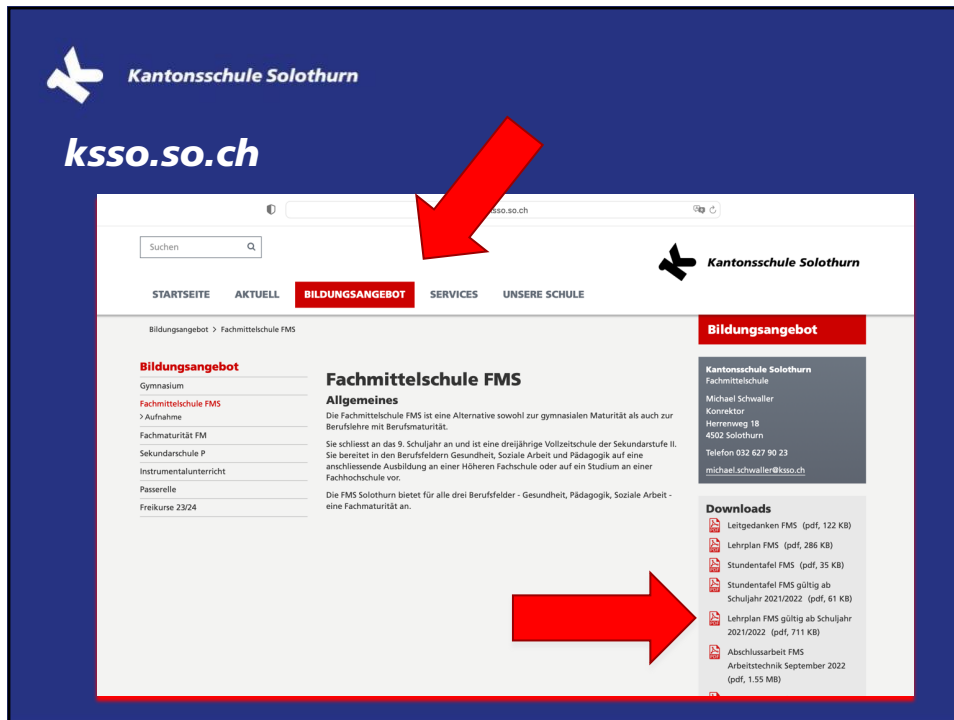 Kantonsschule Solothurn
ksso.so.ch
sso.so.ch
Suchen
Kantonsschule Solothurn
STARTSEITE AKTUELL BILDUNGSANGEBOT SERVICES UNSERE SCHULE
Bildungsangebot > Fachmittelschule FMS
Bildungsangebot
Gymnasium
Fachmittelschule FMS
> Aufnahme
Fachmaturität FM
Sekundarschule P
Instrumentalunterricht
Passerelle
Freikurse 23/24
Fachmittelschule FMS
Allgemeines
Die Fachmittelschule FMS ist eine Alternative sowohl zur gymnasialen Maturität als auch zur
Berufslehre mit Berufsmaturität.
Sie schliesst an das 9. Schuljahr an und ist eine dreijährige Vollzeitschule der Sekundarstufe II.
Sie bereitet in den Berufsfeldern Gesundheit, Soziale Arbeit und Pädagogik auf eine
anschliessende Ausbildung an einer Höheren Fachschule oder auf ein Studium an einer
Fachhochschule vor.
Die FMS Solothurn bietet für alle drei Berufsfelder - Gesundheit, Pädagogik, Soziale Arbeit -
eine Fachmaturität an.
Bildungsangebot
Kantonsschule Solothurn
Fachmittelschule
Michael Schwaller
Konrektor
Herrenweg 18
4502 Solothurn
Telefon 032 627 90 23
michael.schwaller@ksso.ch
Downloads
Leitgedanken FMS (pdf, 122 KB)
Lehrplan FMS (pdf, 286 KB)
Stundentafel FMS (pdf, 35 KB)
Stundentafel FMS gültig ab
Schuljahr 2021/2022 (pdf, 61 KB)
Lehrplan FMS gültig ab Schuljahr
2021/2022 (pdf, 711 KB)
Abschlussarbeit FMS
Arbeitstechnik September 2022
(pdf, 1.55 MB)